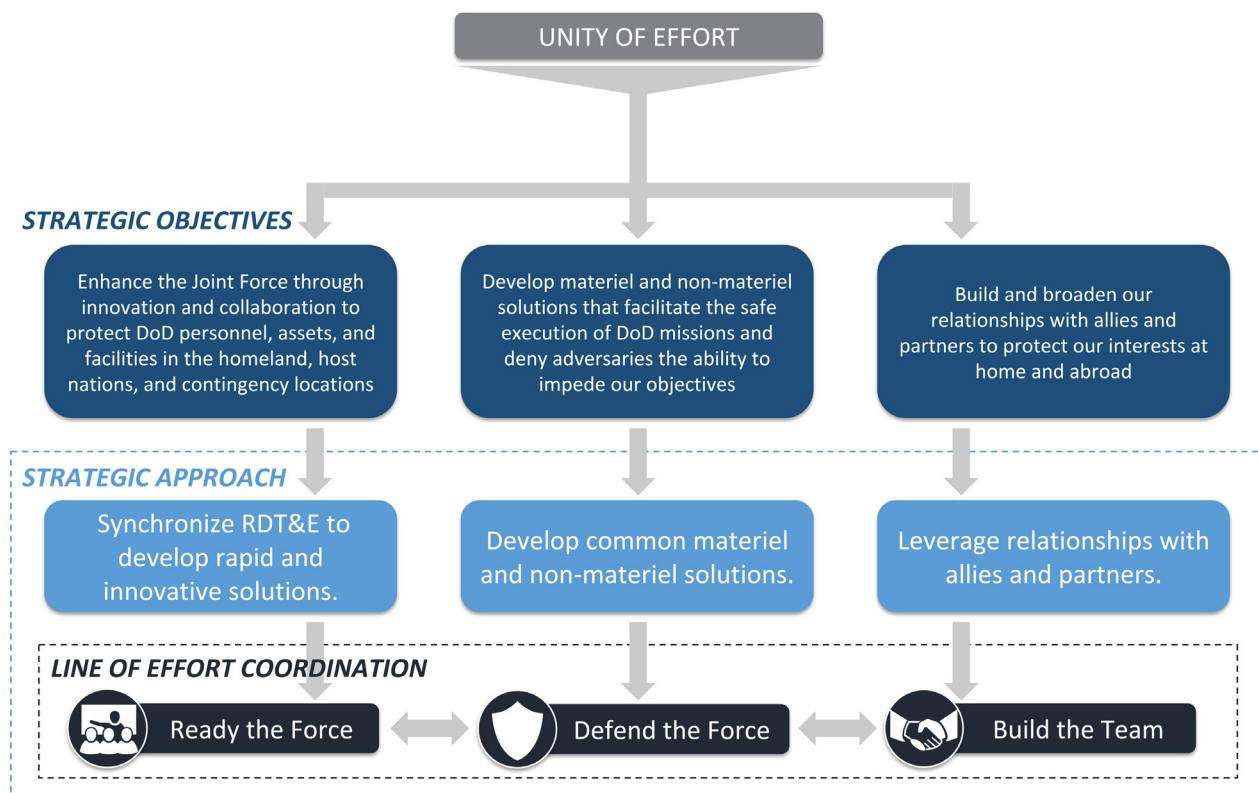 UNITY OF EFFORT
STRATEGIC OBJECTIVES
Enhance the Joint Force through
innovation and collaboration to
protect DoD personnel, assets, and
facilities in the homeland, host
nations, and contingency locations
Develop materiel and non-materiel
solutions that facilitate the safe
execution of DoD missions and
deny adversaries the ability to
impede our objectives
Build and broaden our
relationships with allies and
partners to protect our interests at
home and abroad
STRATEGIC APPROACH
Synchronize RDT&E to
develop rapid and
innovative solutions.
Develop common materiel
and non-materiel solutions.
Leverage relationships with
allies and partners.
LINE OF EFFORT COORDINATION
Ready the Force
Defend the Force
Build the Team